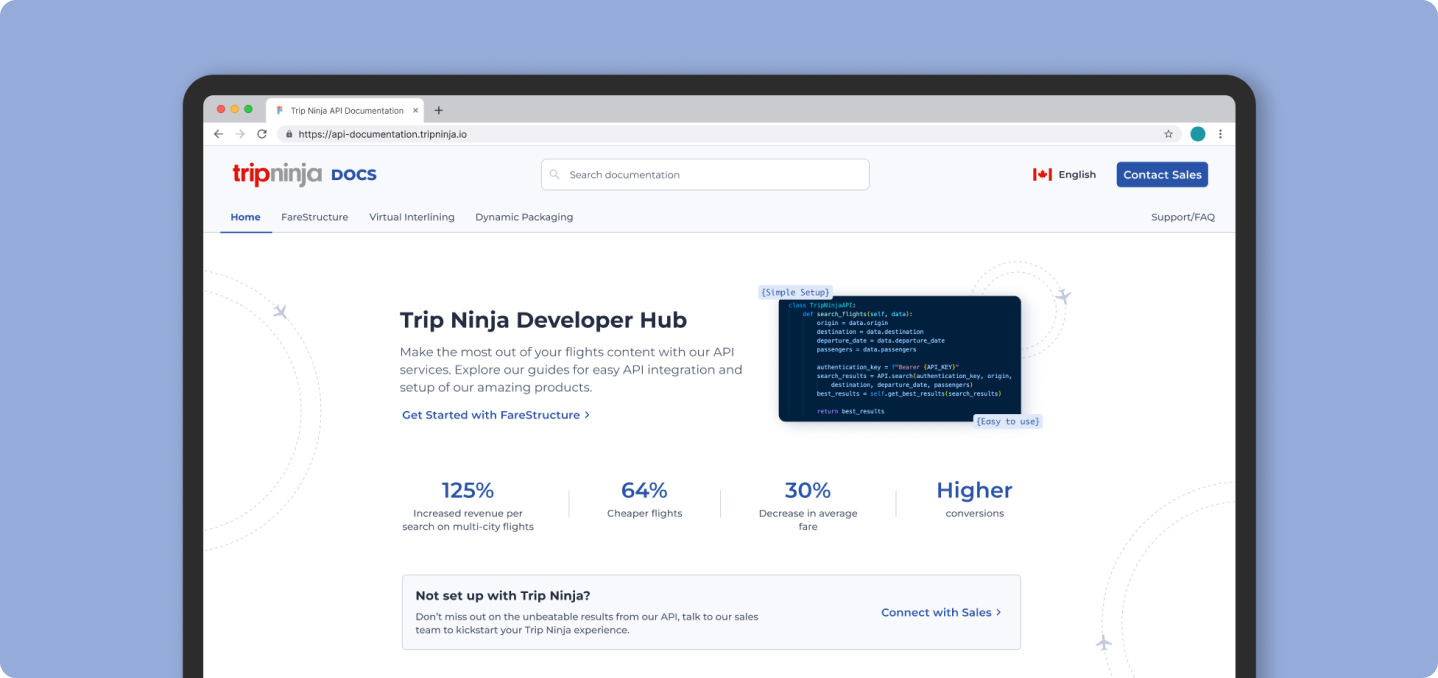 Trip Ninja API Documentation
https://api-documentation.tripninja.io
tripninja DOCS
Search documentation
English
Contact Sales
Home
FareStructure
Virtual Interlining
Dynamic Packaging
Support/FAQ
Trip Ninja Developer Hub
Make the most out of your flights content with our API
services. Explore our guides for easy API integration and
setup of our amazing products.
Get Started with FareStructure >
{Simple Setup}
class TripNinjaAPI:
def search_flights(self, data):
origin = data.origin
destination = data.destination
departure_date = data.departure_date
passengers = data.passengers
authentication_key = f"Bearer {API_KEY}"
search_results = API.search(authentication_key, origin,
destination, departure_date, passengers)
best_results = self.get_best_results(search_results)
return best_results
{Easy to use}
125%
Increased revenue per
search on multi-city flights
64%
Cheaper flights
30%
Decrease in average
fare
Higher
conversions
Not set up with Trip Ninja?
Don't miss out on the unbeatable results from our API, talk to our sales
team to kickstart your Trip Ninja experience.
Connect with Sales >